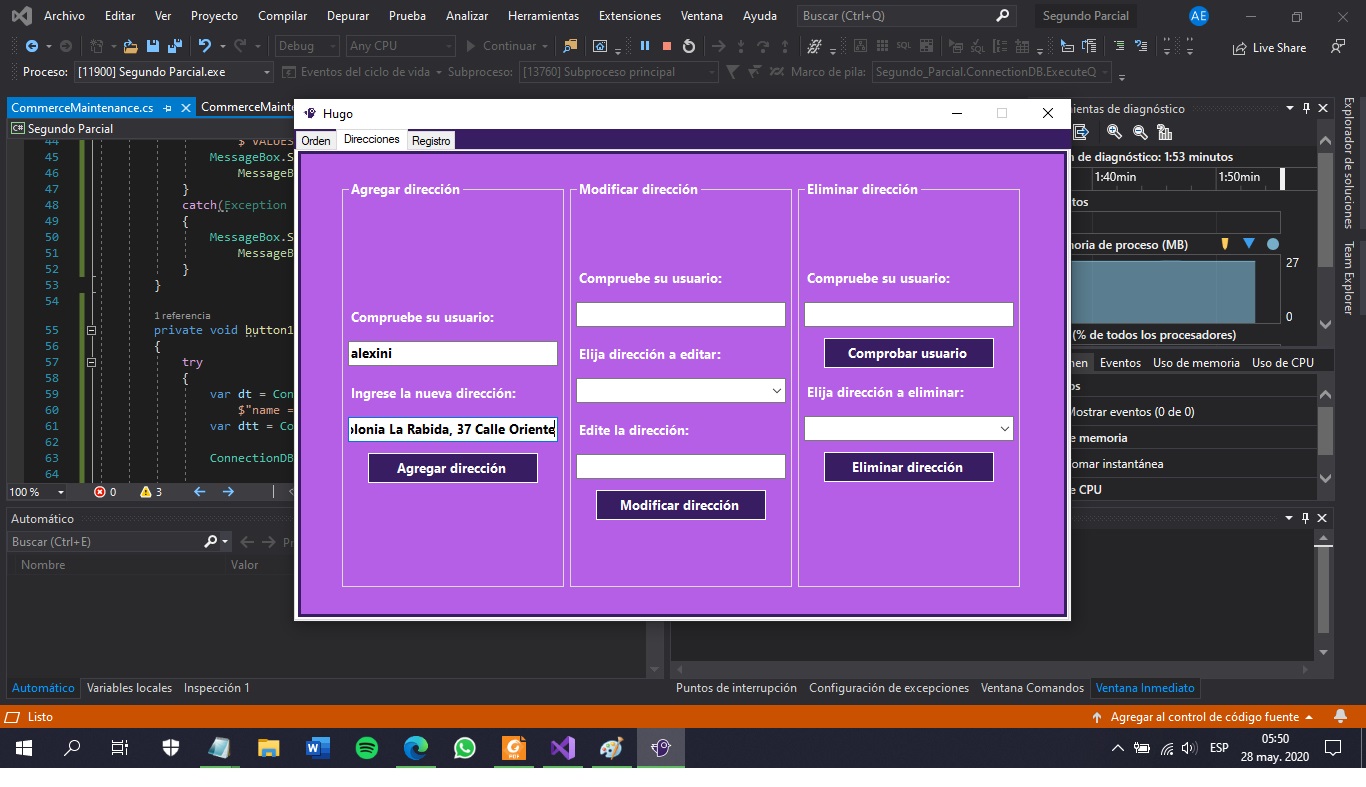 Archivo Editar Ver Proyecto Compilar Depurar Prueba Analizar Herramientas Extensiones Ventana Ayuda Buscar (Ctrl+Q) Segundo Parcial AE
Debug Any CPU Continuar SQL SQL Live Share
Proceso: [11900] Segundo Parcial.exe Eventos del ciclo de vida Subproceso: [13760] Subproceso principal Marco de pila: Segundo_Parcial.ConnectionDB.ExecuteQ
CommerceMaintenance.cs CommerceMainte
C# Segundo Parcial
44 $"VALUES
45 MessageBox.S
46 MessageB
47 }
48 catch(Exception
49 {
50 MessageBox.S
51 MessageB
52 }
53 }
54
1 referencia
55 private void button1
56 {
57 try
58 {
59 var dt = Con
60 $"name =
61 var dtt = Co
62
63 ConnectionDB
64
100 % 0 3
Hugo
Orden Direcciones Registro
Agregar dirección
Compruebe su usuario:
alexini
Ingrese la nueva dirección:
olonia La Rabida, 37 Calle Oriente
Agregar dirección
Modificar dirección
Compruebe su usuario:
Elija dirección a editar:
Edite la dirección:
Modificar dirección
Eliminar dirección
Compruebe su usuario:
Comprobar usuario
Elija dirección a eliminar:
Eliminar dirección
ientas de diagnóstico
n de diagnóstico: 1:53 minutos
1:40min 1:50min
tos
oria de proceso (MB)
27
0
(% de todos los procesadores)
en Eventos Uso de memoria Uso de CPU
os
Mostrar eventos (0 de 0)
e memoria
omar instantánea
e CPU
Explorador de soluciones
Team Explorer
Automático
Buscar (Ctrl+E) Pr
Nombre Valor
Automático Variables locales Inspección 1
Puntos de interrupción Configuración de excepciones Ventana Comandos Ventana Inmediato
Listo Agregar al control de código fuente
ESP
05:50
28 may. 2020